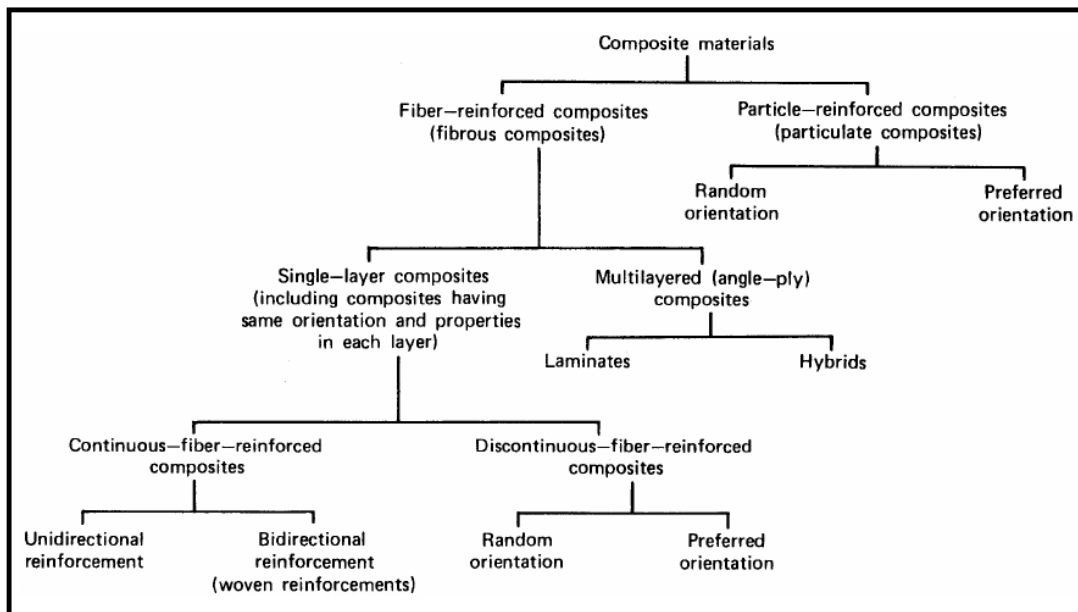 Composite materials
Fiber–reinforced composites
(fibrous composites)
Particle–reinforced composites
(particulate composites)
Random
orientation
Preferred
orientation
Single–layer composites
(including composites having
same orientation and properties
in each layer)
Multilayered (angle–ply)
composites
Laminates
Hybrids
Continuous–fiber–reinforced
composites
Discontinuous–fiber–reinforced
composites
Unidirectional
reinforcement
Bidirectional
reinforcement
(woven reinforcements)
Random
orientation
Preferred
orientation